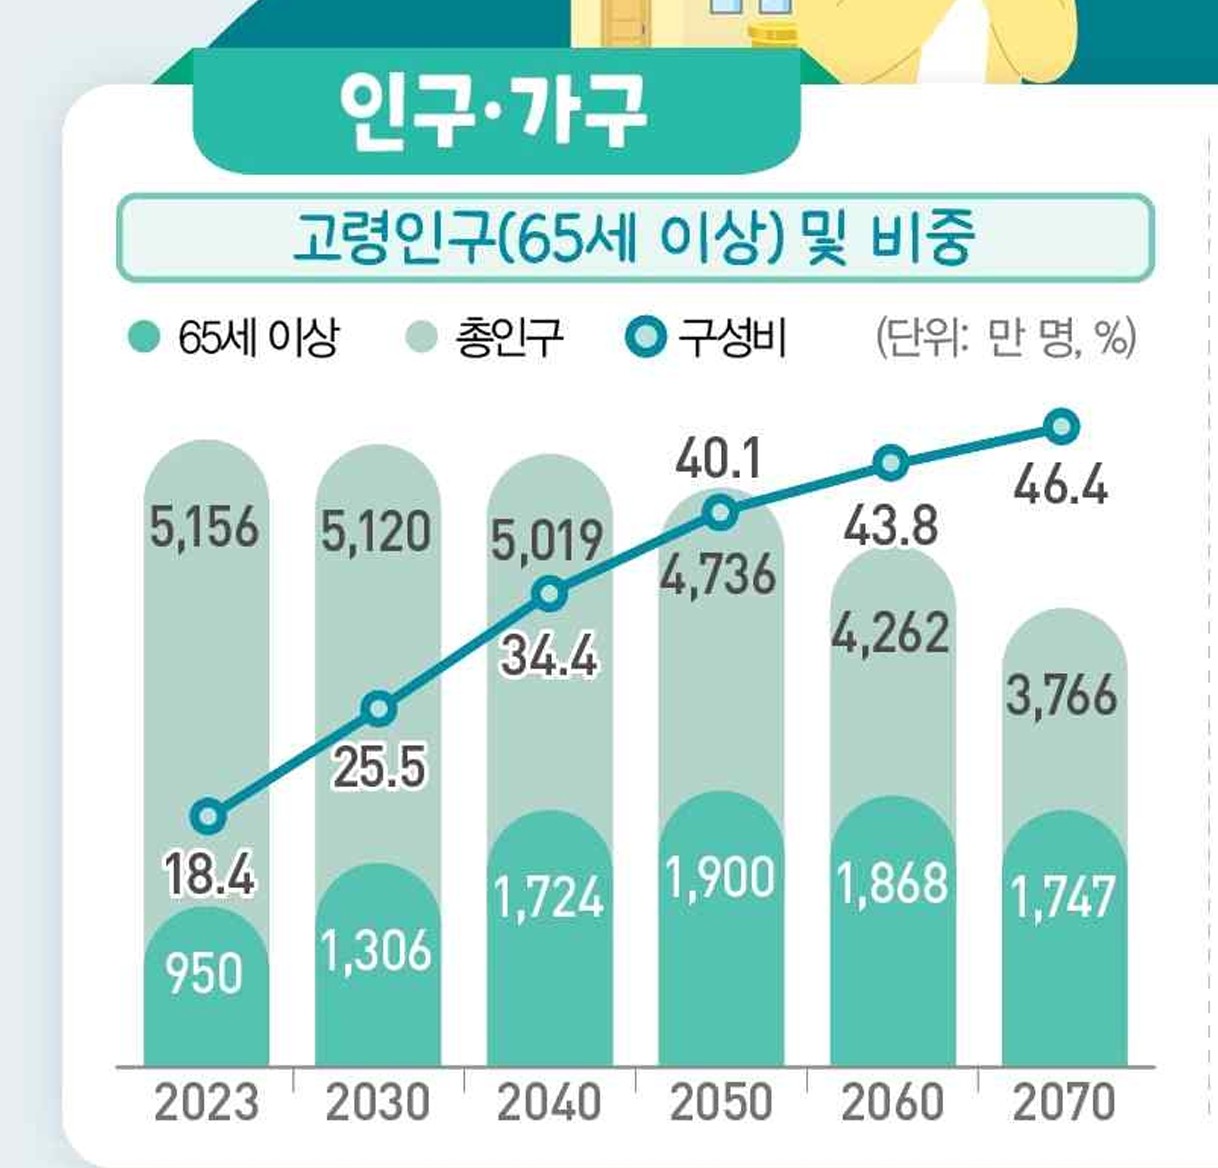 인구·가구
고령인구(65세 이상) 및 비중
65세 이상 총인구 구성비 (단위: 만 명, %)
5,156 5,120 5,019 4,736 4,262 3,766
18.4 25.5 34.4 40.1 43.8 46.4
950 1,306 1,724 1,900 1,868 1,747
2023 2030 2040 2050 2060 2070